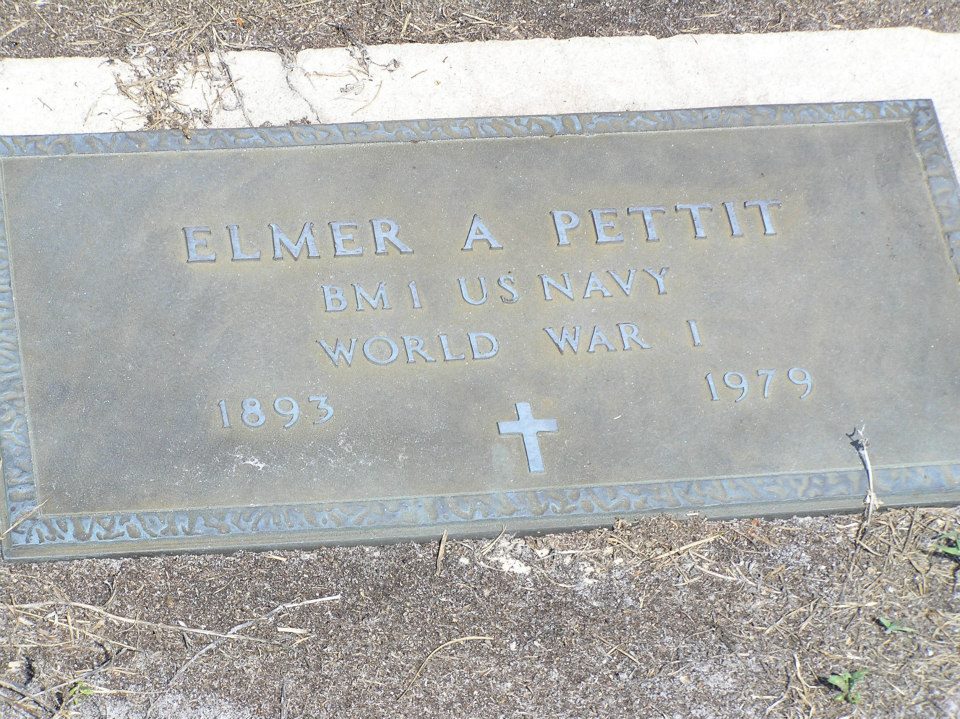 ELMER A PETTIT
BM1 US NAVY
WORLD WAR I
1893 1979